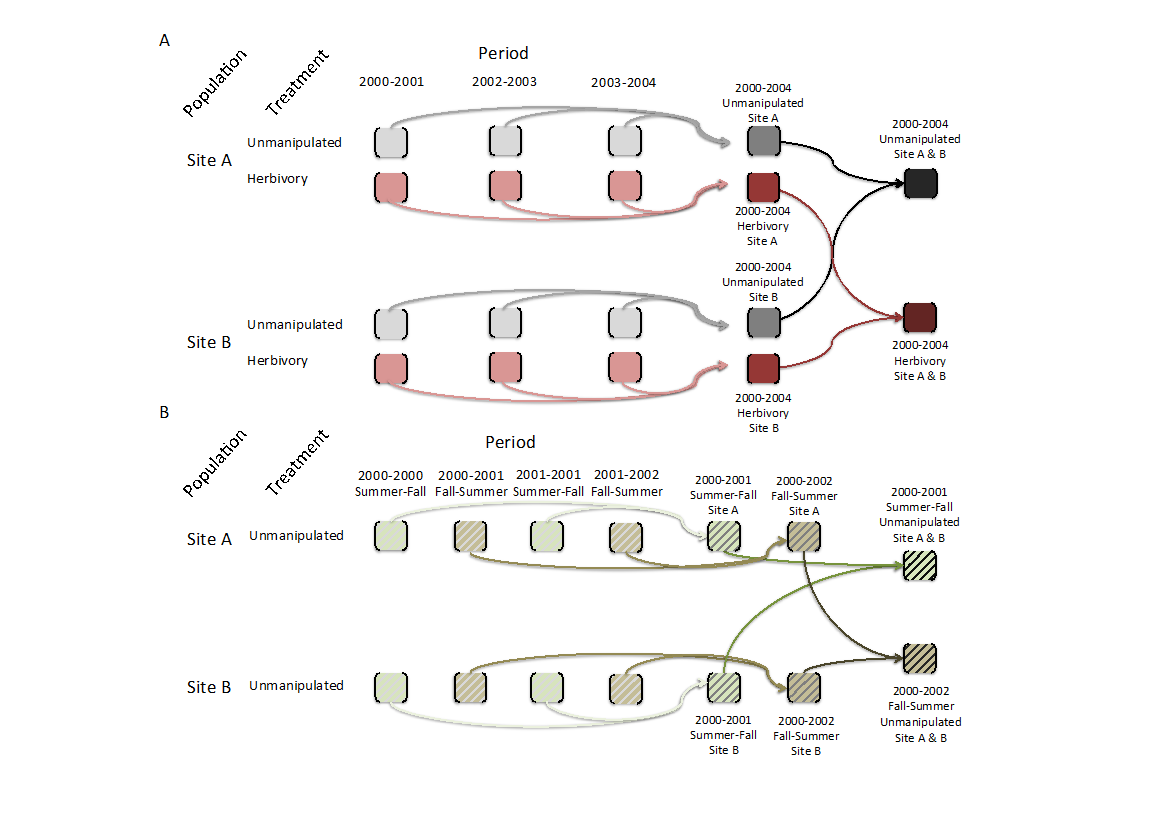 A
Population
Treatment
Period
2000-2001
2002-2003
2003-2004
2000-2004
Unmanipulated
Site A
2000-2004
Unmanipulated
Site A & B
Site A
Unmanipulated
Herbivory
2000-2004
Herbivory
Site A
2000-2004
Unmanipulated
Site B
Site B
Unmanipulated
Herbivory
2000-2004
Herbivory
Site A & B
2000-2004
Herbivory
Site B
B
Population
Treatment
Period
2000-2000
Summer-Fall
2000-2001
Fall-Summer
2001-2001
Summer-Fall
2001-2002
Fall-Summer
2000-2001
Summer-Fall
Site A
2000-2002
Fall-Summer
Site A
2000-2001
Summer-Fall
Unmanipulated
Site A & B
Site A
Unmanipulated
Site B
Unmanipulated
2000-2001
Summer-Fall
Site B
2000-2002
Fall-Summer
Site B
2000-2002
Fall-Summer
Unmanipulated
Site A & B